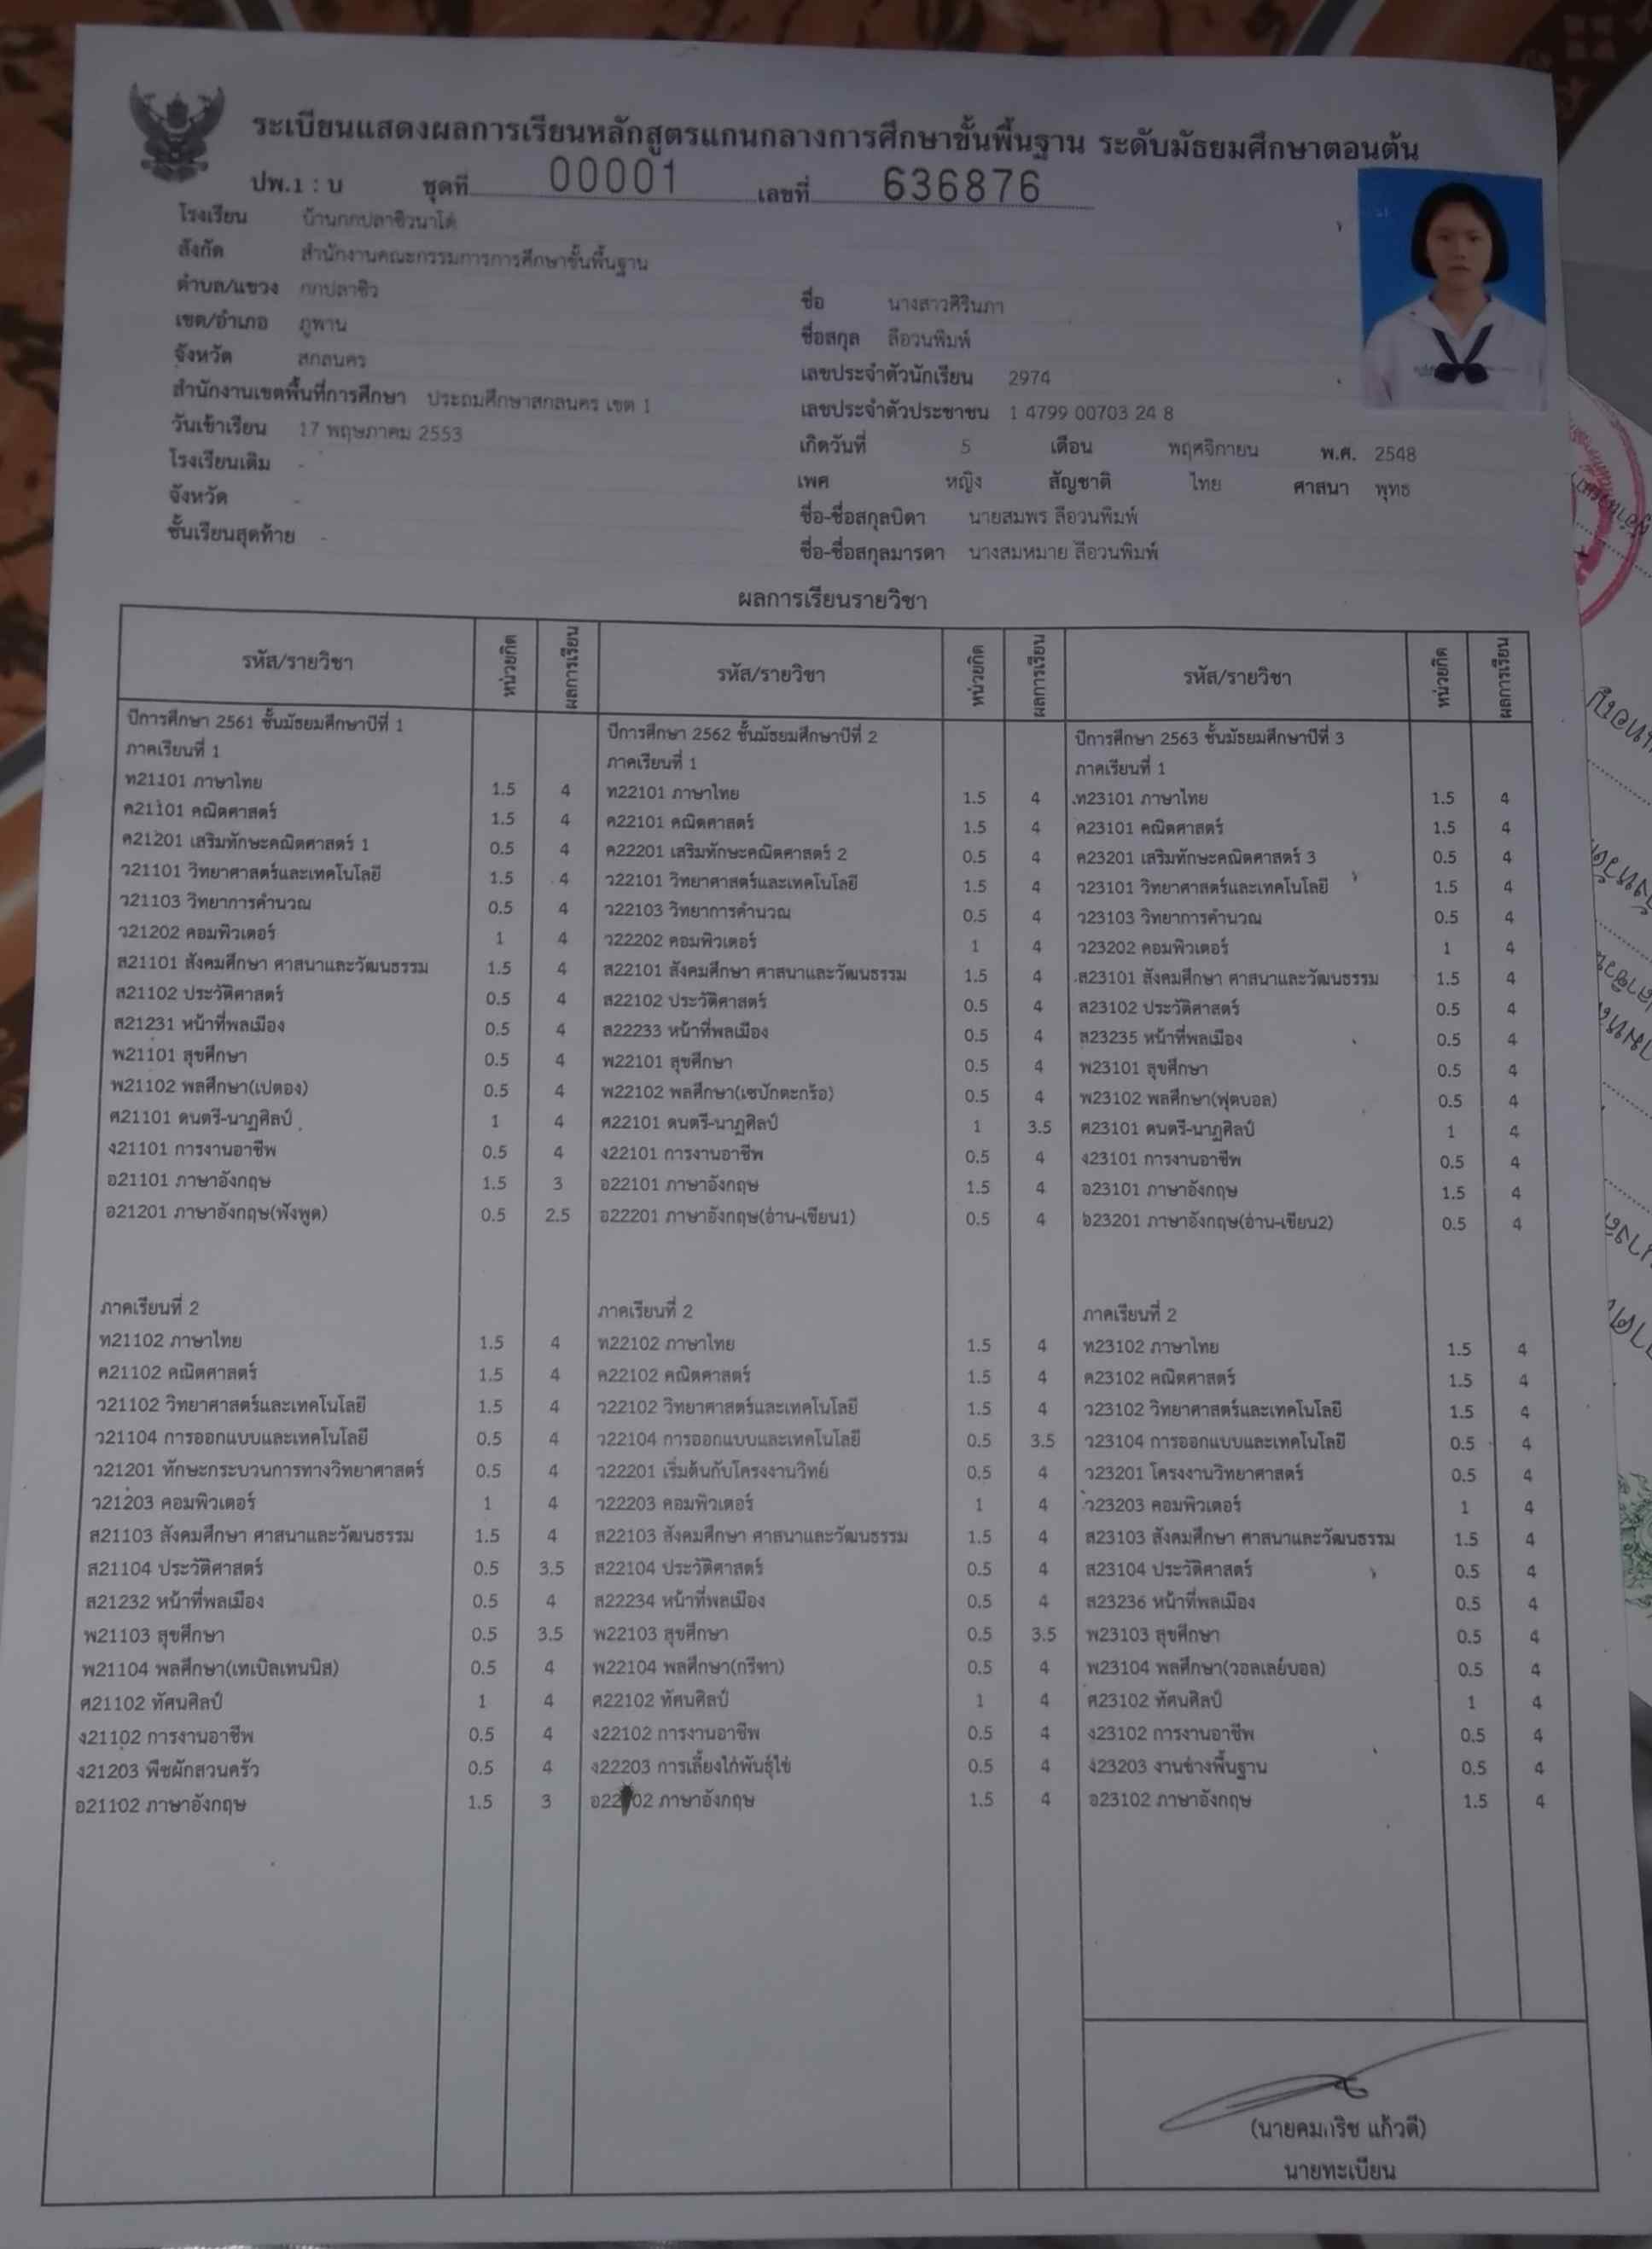 ระเบียนแสดงผลการเรียนหลักสูตรแกนกลางการศึกษาขั้นพื้นฐาน ระดับมัธยมศึกษาตอนต้น
ปพ.1 : บ ชุดที่ 00001 เลขที่ 636876
โรงเรียน บ้านกกปลาซิวนาโด่
สังกัด สำนักงานคณะกรรมการการศึกษาขั้นพื้นฐาน
ตำบล/แขวง กกปลาซิว
เขต/อำเภอ ภูพาน
จังหวัด สกลนคร
สำนักงานเขตพื้นที่การศึกษา ประถมศึกษาสกลนคร เขต 1
วันเข้าเรียน 17 พฤษภาคม 2553
โรงเรียนเดิม -
จังหวัด -
ชั้นเรียนสุดท้าย -
ชื่อ นางสาวศิรินภา
ชื่อสกุล ลือวนพิมพ์
เลขประจำตัวนักเรียน 2974
เลขประจำตัวประชาชน 1 4799 00703 24 8
เกิดวันที่ 5 เดือน พฤศจิกายน พ.ศ. 2548
เพศ หญิง สัญชาติ ไทย ศาสนา พุทธ
ชื่อ-ชื่อสกุลบิดา นายสมพร ลือวนพิมพ์
ชื่อ-ชื่อสกุลมารดา นางสมหมาย ลือวนพิมพ์
ผลการเรียนรายวิชา
รหัส/รายวิชา หน่วยกิต ผลการเรียน
ปีการศึกษา 2561 ชั้นมัธยมศึกษาปีที่ 1
ภาคเรียนที่ 1
ท21101 ภาษาไทย 1.5 4
ค21101 คณิตศาสตร์ 1.5 4
ค21201 เสริมทักษะคณิตศาสตร์ 1 0.5 4
ว21101 วิทยาศาสตร์และเทคโนโลยี 1.5 4
ว21103 วิทยาการคำนวณ 0.5 4
ว21202 คอมพิวเตอร์ 1 4
ส21101 สังคมศึกษา ศาสนาและวัฒนธรรม 1.5 4
ส21102 ประวัติศาสตร์ 0.5 4
ส21231 หน้าที่พลเมือง 0.5 4
พ21101 สุขศึกษา 0.5 4
พ21102 พลศึกษา(เปตอง) 0.5 4
ศ21101 ดนตรี-นาฏศิลป์ 1 4
ง21101 การงานอาชีพ 0.5 4
อ21101 ภาษาอังกฤษ 1.5 3
อ21201 ภาษาอังกฤษ(ฟังพูด) 0.5 2.5
ภาคเรียนที่ 2
ท21102 ภาษาไทย 1.5 4
ค21102 คณิตศาสตร์ 1.5 4
ว21102 วิทยาศาสตร์และเทคโนโลยี 1.5 4
ว21104 การออกแบบและเทคโนโลยี 0.5 4
ว21201 ทักษะกระบวนการทางวิทยาศาสตร์ 0.5 4
ว21203 คอมพิวเตอร์ 1 4
ส21103 สังคมศึกษา ศาสนาและวัฒนธรรม 1.5 4
ส21104 ประวัติศาสตร์ 0.5 3.5
ส21232 หน้าที่พลเมือง 0.5 4
พ21103 สุขศึกษา 0.5 3.5
พ21104 พลศึกษา(เทเบิลเทนนิส) 0.5 4
ศ21102 ทัศนศิลป์ 1 4
ง21102 การงานอาชีพ 0.5 4
ง21203 พืชผักสวนครัว 0.5 4
อ21102 ภาษาอังกฤษ 1.5 3
รหัส/รายวิชา หน่วยกิต ผลการเรียน
ปีการศึกษา 2562 ชั้นมัธยมศึกษาปีที่ 2
ภาคเรียนที่ 1
ท22101 ภาษาไทย 1.5 4
ค22101 คณิตศาสตร์ 1.5 4
ค22201 เสริมทักษะคณิตศาสตร์ 2 0.5 4
ว22101 วิทยาศาสตร์และเทคโนโลยี 1.5 4
ว22103 วิทยาการคำนวณ 0.5 4
ว22202 คอมพิวเตอร์ 1 4
ส22101 สังคมศึกษา ศาสนาและวัฒนธรรม 1.5 4
ส22102 ประวัติศาสตร์ 0.5 4
ส22233 หน้าที่พลเมือง 0.5 4
พ22101 สุขศึกษา 0.5 4
พ22102 พลศึกษา(เซปักตะกร้อ) 0.5 4
ศ22101 ดนตรี-นาฏศิลป์ 1 3.5
ง22101 การงานอาชีพ 0.5 4
อ22101 ภาษาอังกฤษ 1.5 4
อ22201 ภาษาอังกฤษ(อ่าน-เขียน1) 0.5 4
ภาคเรียนที่ 2
ท22102 ภาษาไทย 1.5 4
ค22102 คณิตศาสตร์ 1.5 4
ว22102 วิทยาศาสตร์และเทคโนโลยี 1.5 4
ว22104 การออกแบบและเทคโนโลยี 0.5 3.5
ว22201 เริ่มต้นกับโครงงานวิทย์ 0.5 4
ว22203 คอมพิวเตอร์ 1 4
ส22103 สังคมศึกษา ศาสนาและวัฒนธรรม 1.5 4
ส22104 ประวัติศาสตร์ 0.5 4
ส22234 หน้าที่พลเมือง 0.5 4
พ22103 สุขศึกษา 0.5 3.5
พ22104 พลศึกษา(กรีฑา) 0.5 4
ศ22102 ทัศนศิลป์ 1 4
ง22102 การงานอาชีพ 0.5 4
ง22203 การเลี้ยงไก่พันธุ์ไข่ 0.5 4
ภาษาอังกฤษ 1.5 4
รหัส/รายวิชา หน่วยกิต ผลการเรียน
ปีการศึกษา 2563 ชั้นมัธยมศึกษาปีที่ 3
ภาคเรียนที่ 1
ท23101 ภาษาไทย 1.5 4
ค23101 คณิตศาสตร์ 1.5 4
ค23201 เสริมทักษะคณิตศาสตร์ 3 0.5 4
ว23101 วิทยาศาสตร์และเทคโนโลยี 1.5 4
ว23103 วิทยาการคำนวณ 0.5 4
ว23202 คอมพิวเตอร์ 1 4
ส23101 สังคมศึกษา ศาสนาและวัฒนธรรม 1.5 4
ส23102 ประวัติศาสตร์ 0.5 4
ส23235 หน้าที่พลเมือง 0.5 4
พ23101 สุขศึกษา 0.5 4
พ23102 พลศึกษา(ฟุตบอล) 0.5 4
ศ23101 ดนตรี-นาฏศิลป์ 1 4
ง23101 การงานอาชีพ 0.5 4
อ23101 ภาษาอังกฤษ 1.5 4
อ23201 ภาษาอังกฤษ(อ่าน-เขียน2) 0.5 4
ภาคเรียนที่ 2
ท23102 ภาษาไทย 1.5 4
ค23102 คณิตศาสตร์ 1.5 4
ว23102 วิทยาศาสตร์และเทคโนโลยี 1.5 4
ว23104 การออกแบบและเทคโนโลยี 0.5 4
ว23201 โครงงานวิทยาศาสตร์ 0.5 4
ว23203 คอมพิวเตอร์ 1 4
ส23103 สังคมศึกษา ศาสนาและวัฒนธรรม 1.5 4
ส23104 ประวัติศาสตร์ 0.5 4
ส23236 หน้าที่พลเมือง 0.5 4
พ23103 สุขศึกษา 0.5 4
พ23104 พลศึกษา(วอลเลย์บอล) 0.5 4
ศ23102 ทัศนศิลป์ 1 4
ง23102 การงานอาชีพ 0.5 4
ง23203 งานช่างพื้นฐาน 0.5 4
อ23102 ภาษาอังกฤษ 1.5 4
(นายคมกริช แก้วดี)
นายทะเบียน